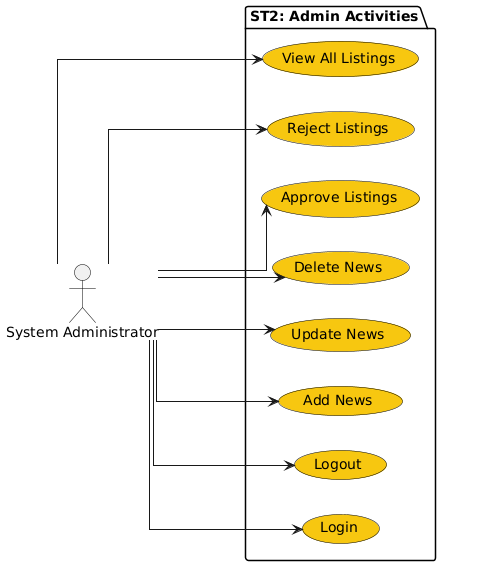 ST2: Admin Activities
View All Listings
Reject Listings
Approve Listings
Delete News
System Administrator
Update News
Add News
Logout
Login